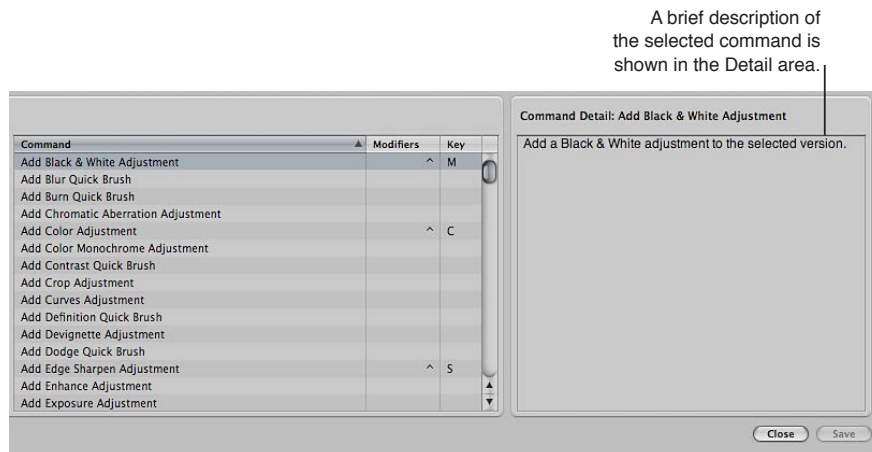 A brief description of
the selected command is
shown in the Detail area.
Command Detail: Add Black & White Adjustment
Command Modifiers Key
Add a Black & White adjustment to the selected version.
Add Black & White Adjustment ^ M
Add Blur Quick Brush
Add Burn Quick Brush
Add Chromatic Aberration Adjustment
Add Color Adjustment ^ C
Add Color Monochrome Adjustment
Add Contrast Quick Brush
Add Crop Adjustment
Add Curves Adjustment
Add Definition Quick Brush
Add Devignette Adjustment
Add Dodge Quick Brush
Add Edge Sharpen Adjustment ^ S
Add Enhance Adjustment
Add Exposure Adjustment
Close Save